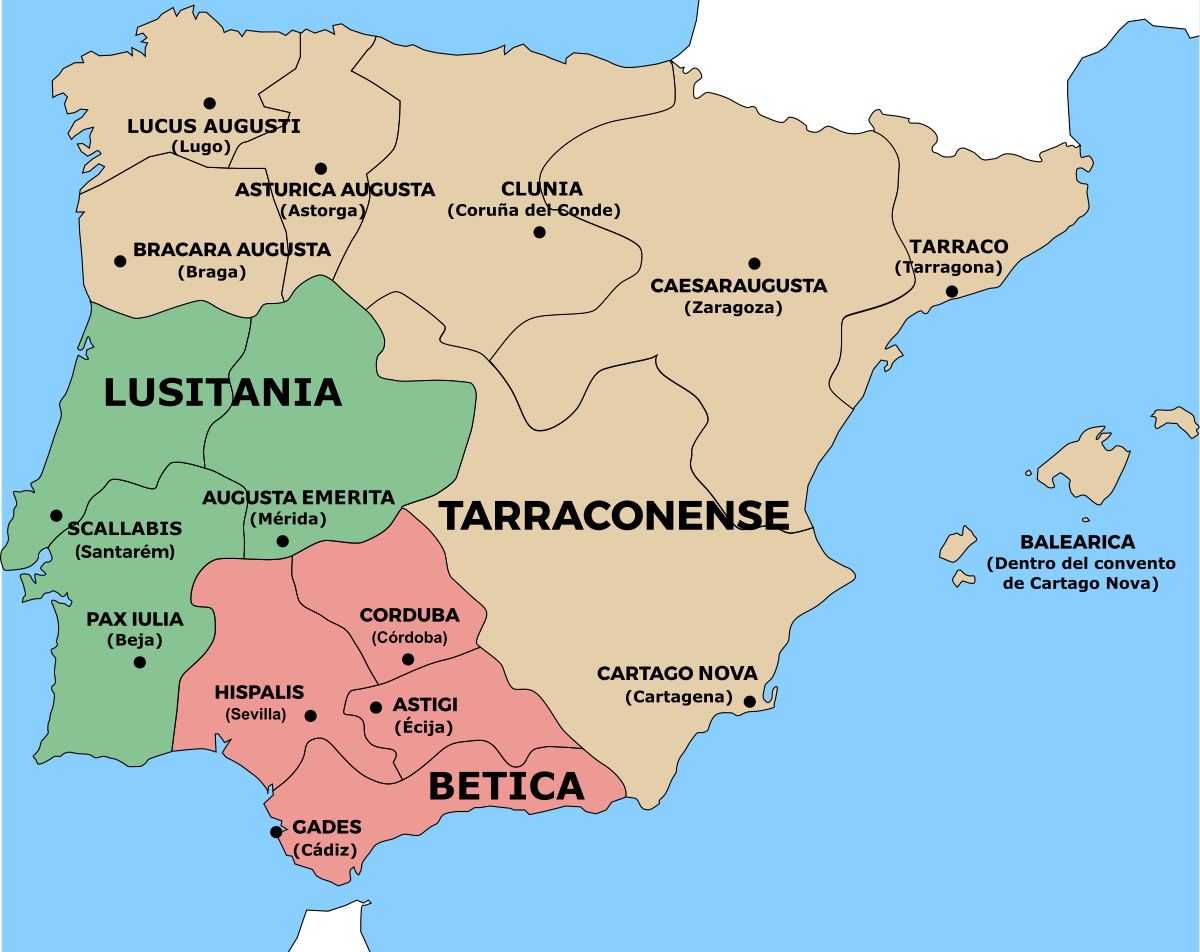 LUCUS AUGUSTI
(Lugo)
ASTURICA AUGUSTA
(Astorga)
CLUNIA
(Coruña del Conde)
BRACARA AUGUSTA
(Braga)
TARRACO
(Tarragona)
CAESARAUGUSTA
(Zaragoza)
LUSITANIA
AUGUSTA EMERITA
(Mérida)
TARRACONENSE
SCALLABIS
(Santarém)
BALEARICA
(Dentro del convento
de Cartago Nova)
PAX IULIA
(Beja)
CORDUBA
(Córdoba)
CARTAGO NOVA
(Cartagena)
HISPALIS
(Sevilla)
ASTIGI
(Écija)
BETICA
GADES
(Cádiz)